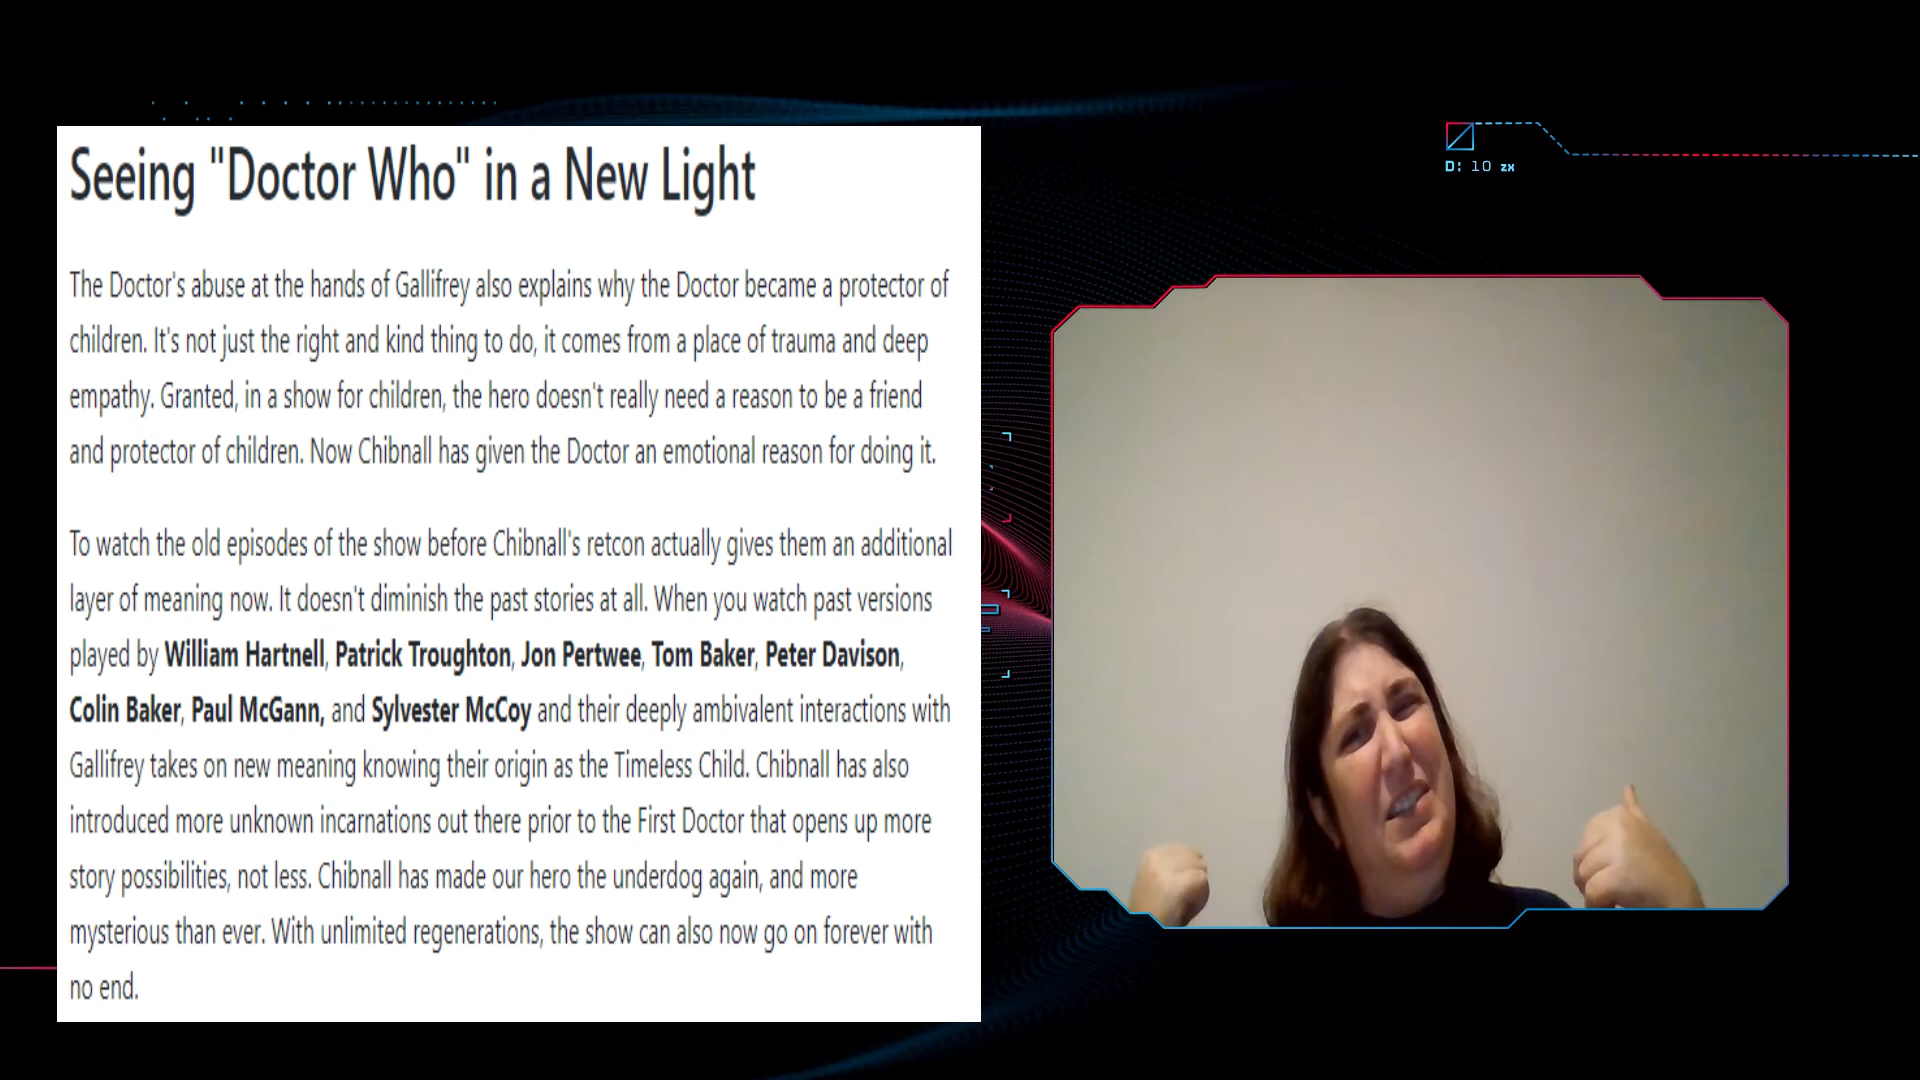 Seeing "Doctor Who" in a New Light
The Doctor's abuse at the hands of Gallifrey also explains why the Doctor became a protector of
children. It's not just the right and kind thing to do, it comes from a place of trauma and deep
empathy. Granted, in a show for children, the hero doesn't really need a reason to be a friend
and protector of children. Now Chibnall has given the Doctor an emotional reason for doing it.
To watch the old episodes of the show before Chibnall's retcon actually gives them an additional
layer of meaning now. It doesn't diminish the past stories at all. When you watch past versions
played by William Hartnell, Patrick Troughton, Jon Pertwee, Tom Baker, Peter Davison,
Colin Baker, Paul McGann, and Sylvester McCoy and their deeply ambivalent interactions with
Gallifrey takes on new meaning knowing their origin as the Timeless Child. Chibnall has also
introduced more unknown incarnations out there prior to the First Doctor that opens up more
story possibilities, not less. Chibnall has made our hero the underdog again, and more
mysterious than ever. With unlimited regenerations, the show can also now go on forever with
no end.
D: 10 zx